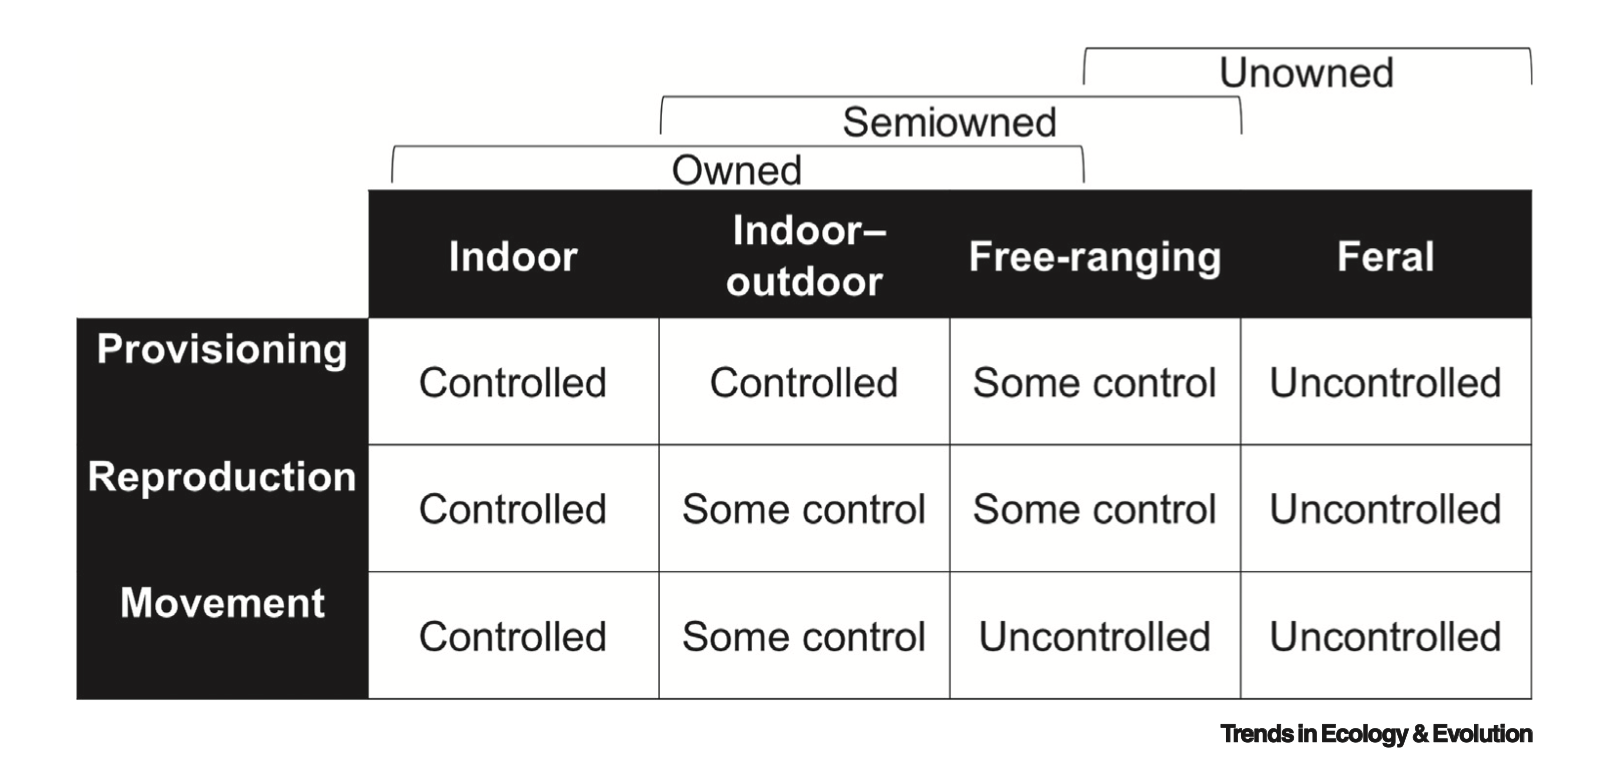 Unowned
Semiowned
Owned
Indoor
Indoor–
outdoor
Free-ranging
Feral
Provisioning
Controlled
Controlled
Some control
Uncontrolled
Reproduction
Controlled
Some control
Some control
Uncontrolled
Movement
Controlled
Some control
Uncontrolled
Uncontrolled
Trends in Ecology & Evolution